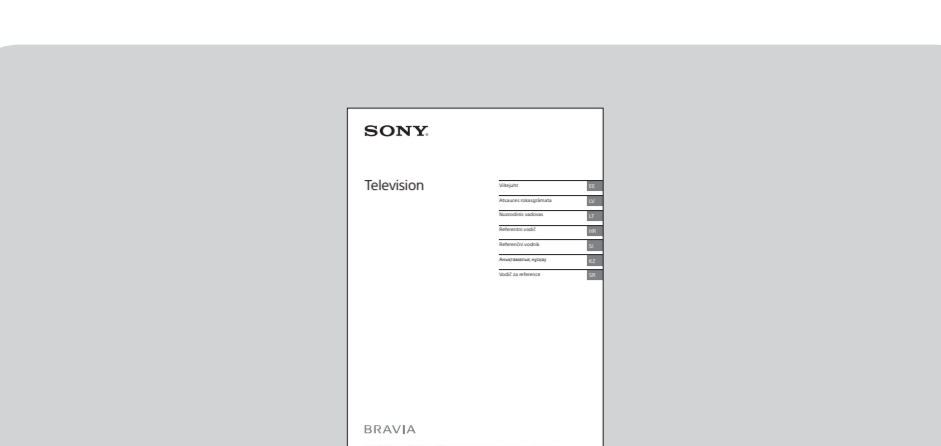 SONY
Television
Viitejuht EE
Atsauces rokasgrāmata LV
Nuorodinis vadovas LT
Referentni vodič HR
Referenčni vodnik SI
Анықтамалық нұсқау KZ
Vodič za reference SR
BRAVIA